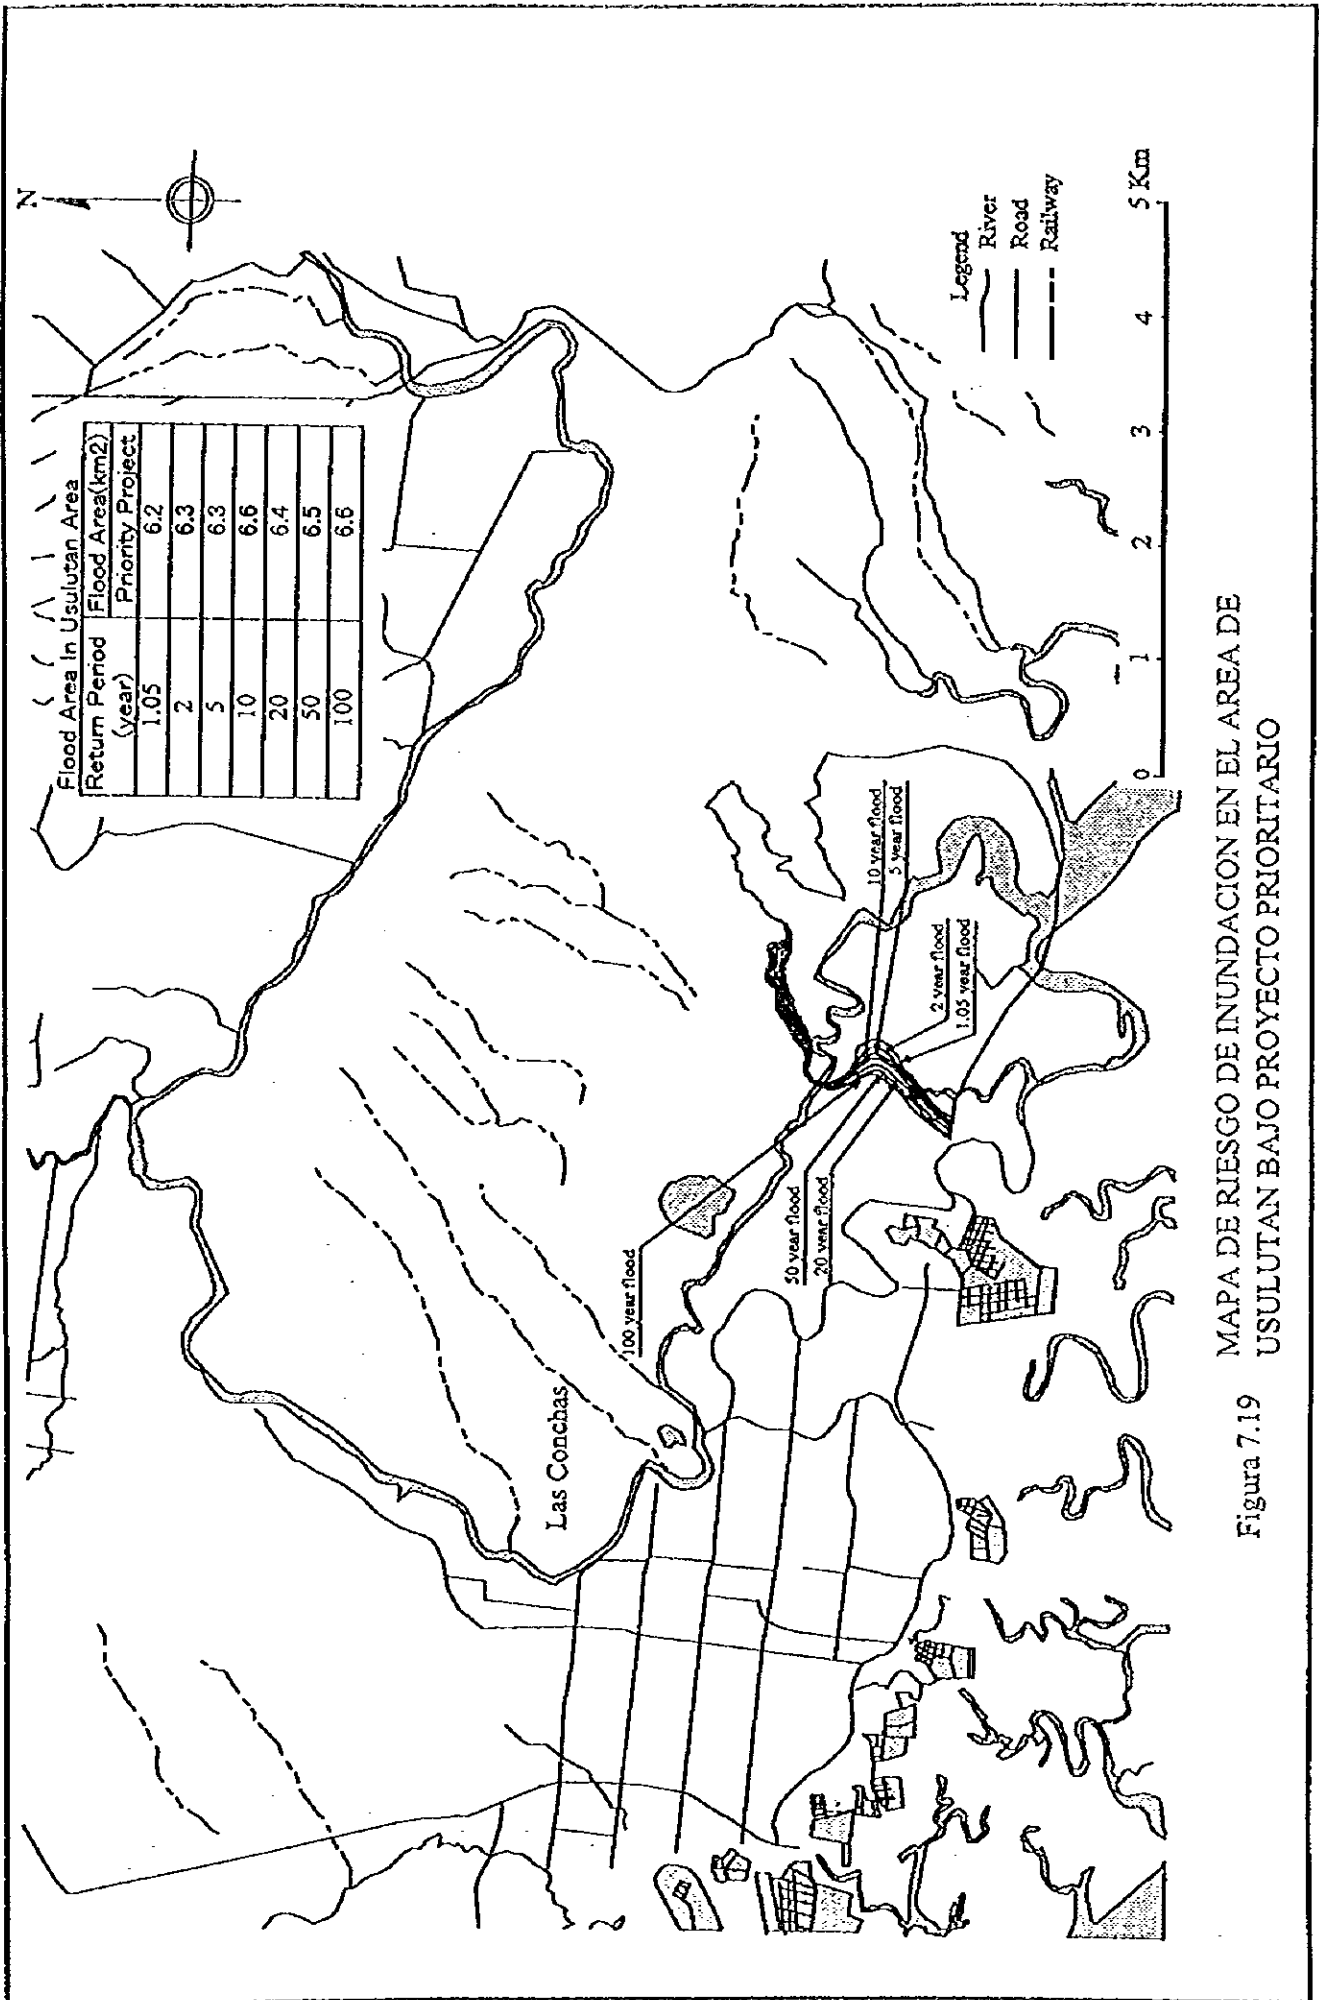 N
Flood Area In Usulutan Area
Return Period Flood Area(km2)
(year) Priority Project
1.05 6.2
2 6.3
5 6.3
10 6.6
20 6.4
50 6.5
100 6.6
Las Conchas
100 year flood
50 year flood
20 year flood
10 year flood
5 year flood
2 year flood
1.05 year flood
Legend
River
Road
Railway
0 1 2 3 4 5 Km
Figura 7.19 MAPA DE RIESGO DE INUNDACION EN EL AREA DE
USULUTAN BAJO PROYECTO PRIORITARIO